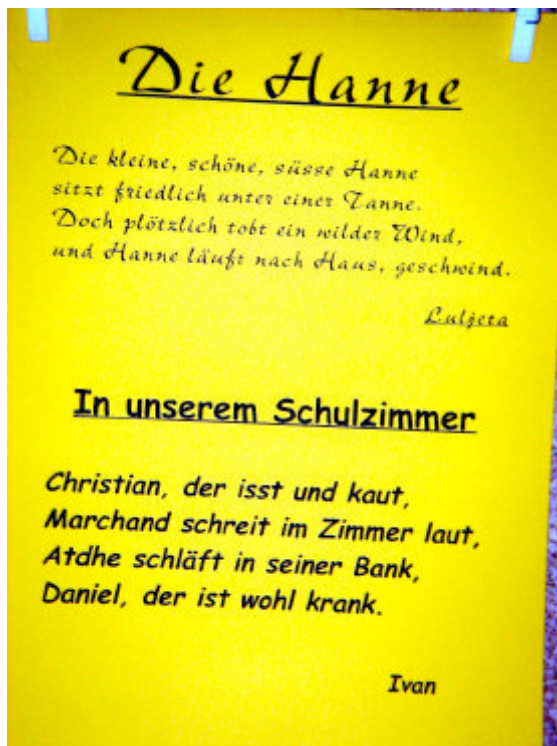 Die Hanne
Die kleine, schöne, süsse Hanne
sitzt friedlich unter einer Tanne.
Doch plötzlich tobt ein wilder Wind,
und Hanne läuft nach Haus, geschwind.
Luljeta
In unserem Schulzimmer
Christian, der isst und kaut,
Marchand schreit im Zimmer laut,
Atdhe schläft in seiner Bank,
Daniel, der ist wohl krank.
Ivan